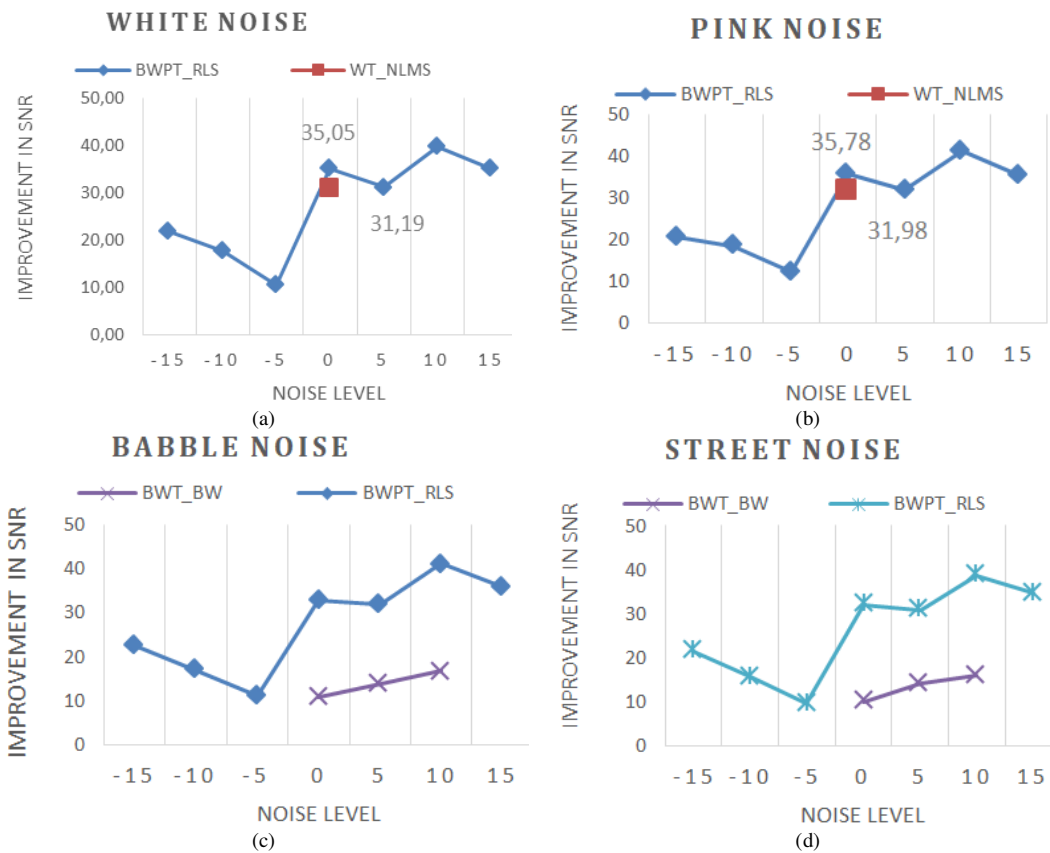 WHITE NOISE
BWPT_RLS WT_NLMS
IMPROVEMENT IN SNR
50,00
40,00
30,00
20,00
10,00
0,00
35,05
31,19
-15 -10 -5 0 5 10 15
NOISE LEVEL
(a)
PINK NOISE
BWPT_RLS WT_NLMS
IMPROVEMENT IN SNR
50
40
30
20
10
0
35,78
31,98
-15 -10 -5 0 5 10 15
NOISE LEVEL
(b)
BABBLE NOISE
BWT_BW BWPT_RLS
IMPROVEMENT IN SNR
50
40
30
20
10
0
-15 -10 -5 0 5 10 15
NOISE LEVEL
(c)
STREET NOISE
BWT_BW BWPT_RLS
IMPROVEMENT IN SNR
50
40
30
20
10
0
-15 -10 -5 0 5 10 15
NOISE LEVEL
(d)